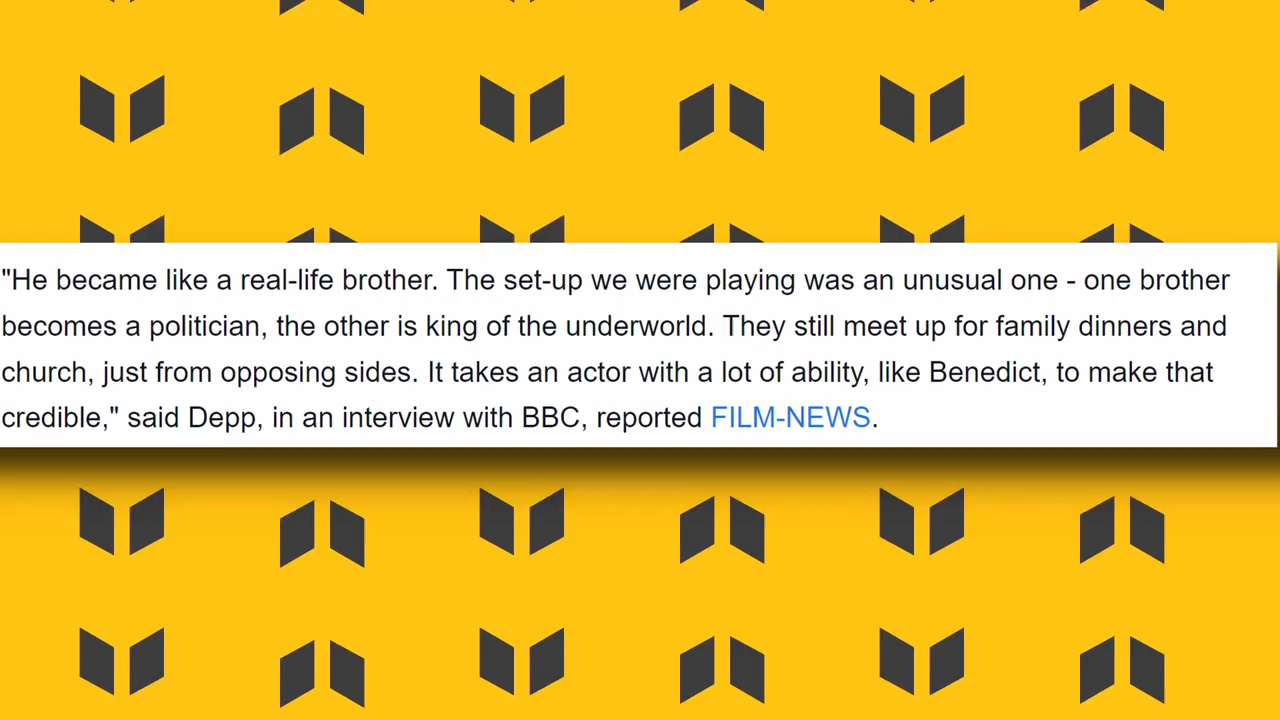 "He became like a real-life brother. The set-up we were playing was an unusual one - one brother
becomes a politician, the other is king of the underworld. They still meet up for family dinners and
church, just from opposing sides. It takes an actor with a lot of ability, like Benedict, to make that
credible," said Depp, in an interview with BBC, reported FILM-NEWS.